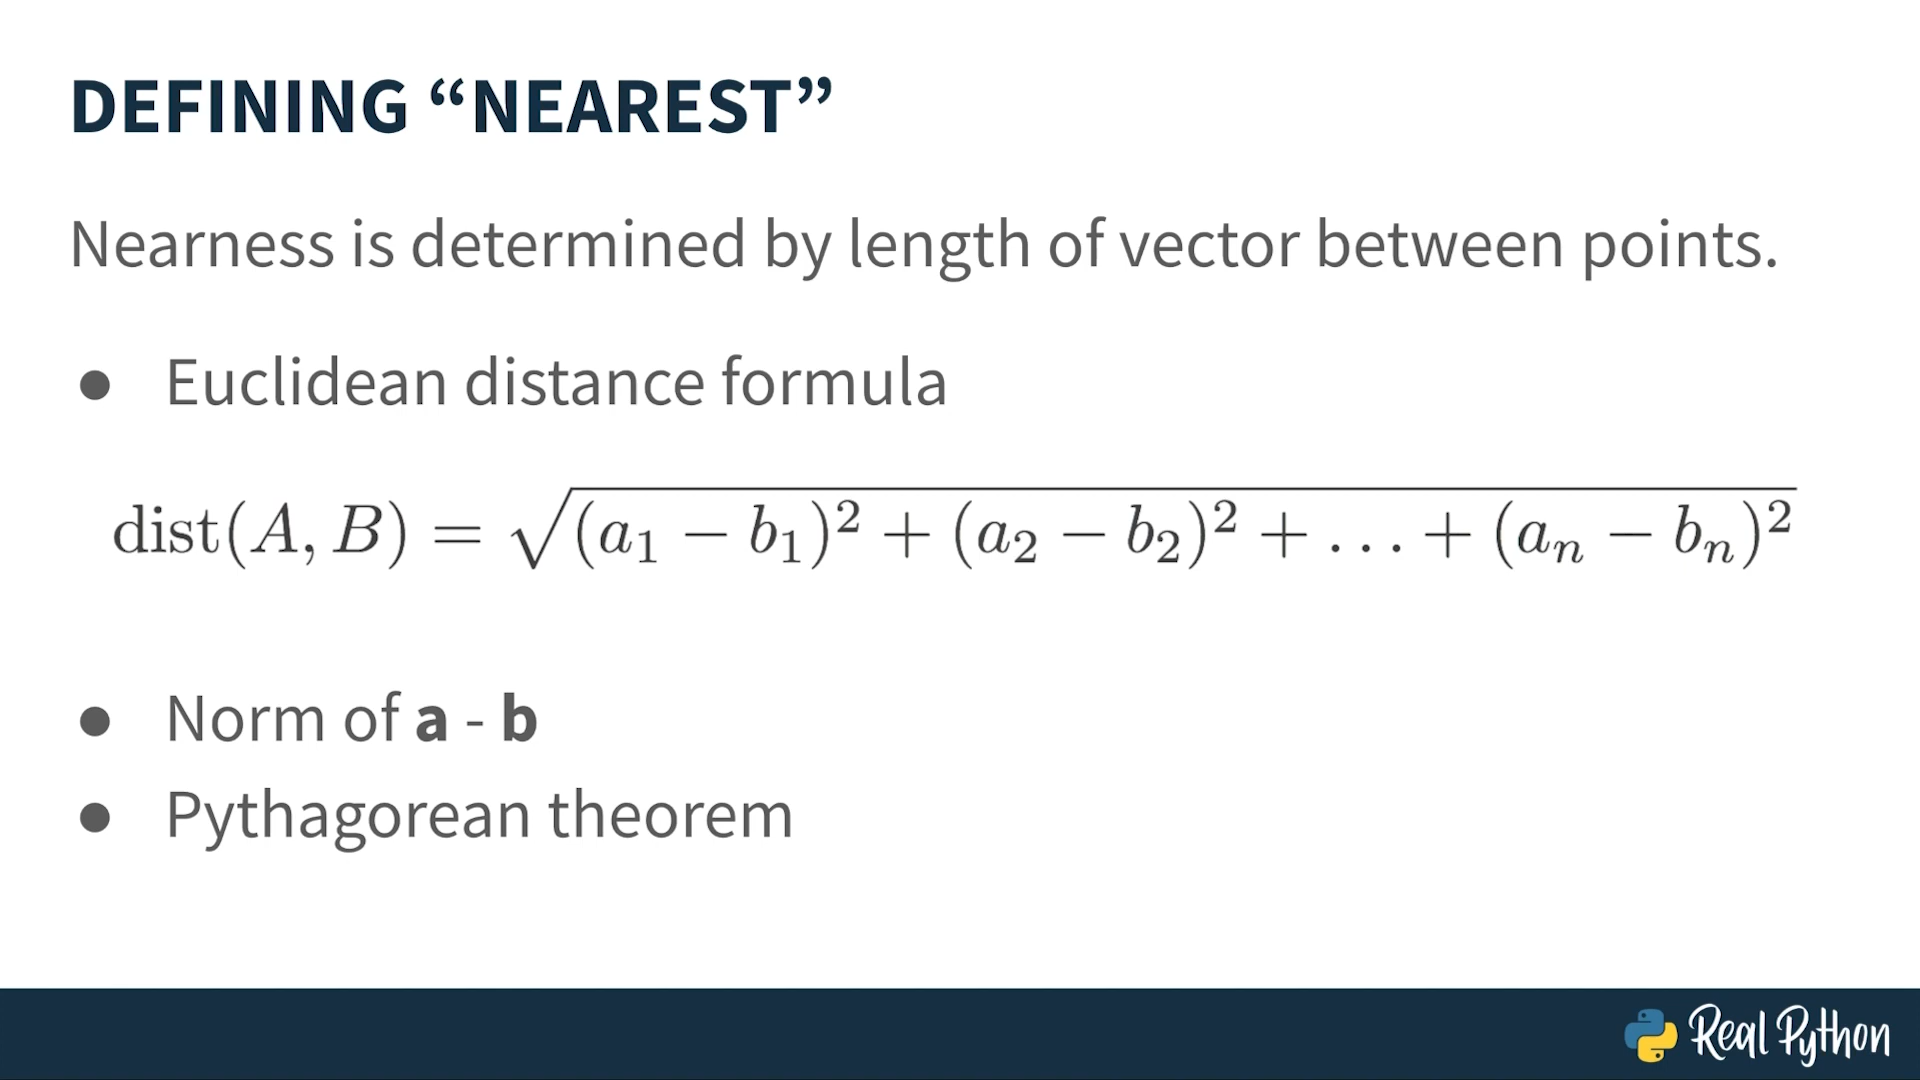 DEFINING “NEAREST”
Nearness is determined by length of vector between points.
● Euclidean distance formula
dist(A, B) = √(a₁ − b₁)² + (a₂ − b₂)² + . . . + (aₙ − bₙ)²
● Norm of a - b
● Pythagorean theorem
Real Python